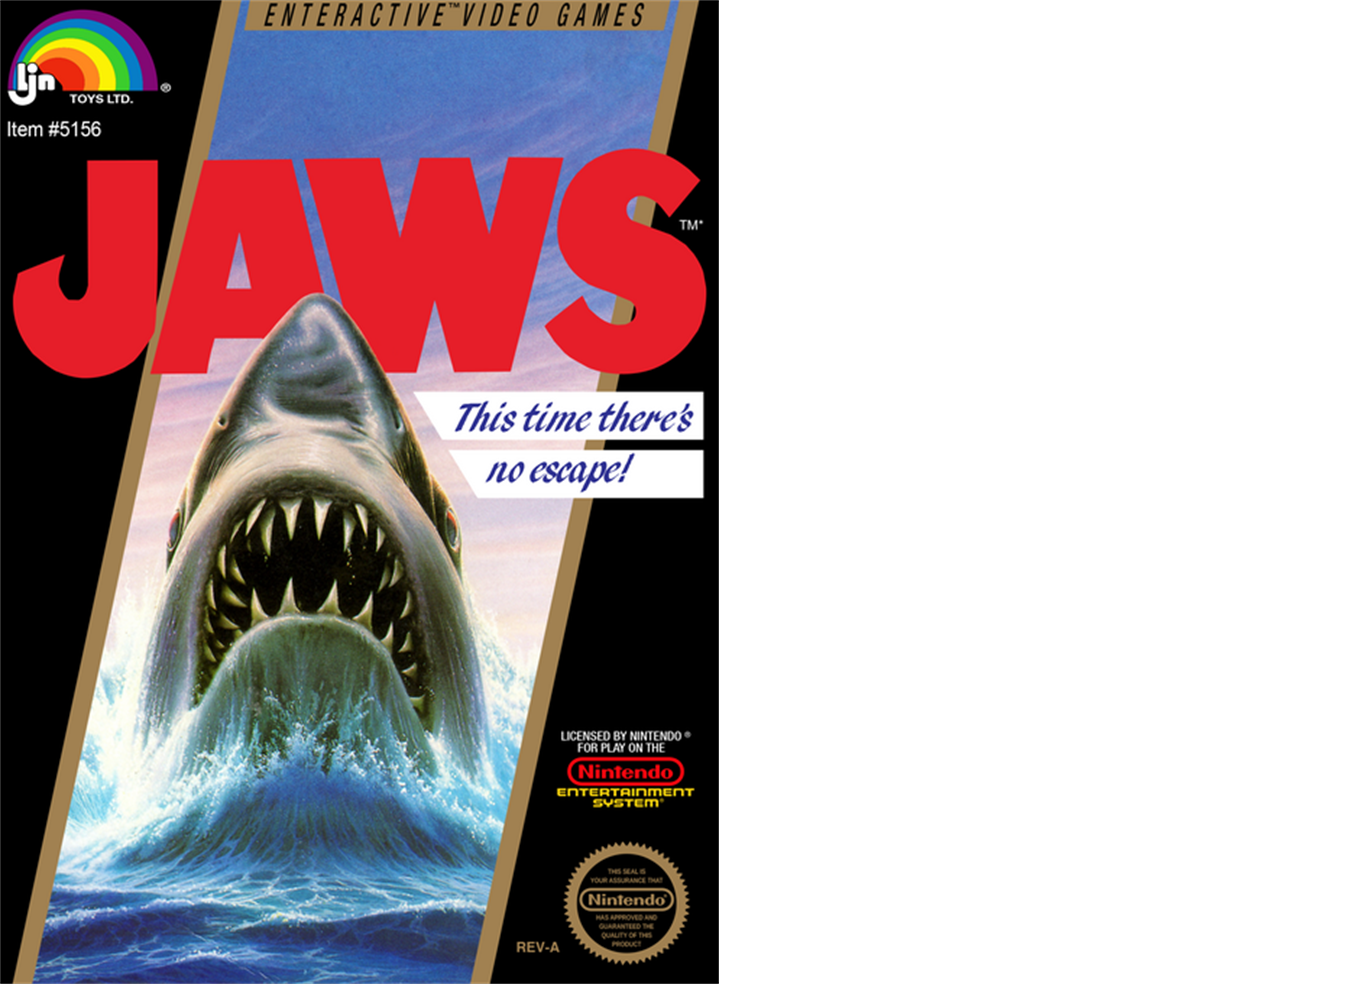 ENTERACTIVE™ VIDEO GAMES
ljn
TOYS LTD.
®
Item #5156
JAWS
TM*
This time there's
no escape!
LICENSED BY NINTENDO ®
FOR PLAY ON THE
Nintendo
ENTERTAINMENT
SYSTEM®
THIS SEAL IS
YOUR ASSURANCE THAT
Nintendo®
HAS APPROVED AND
GUARANTEED THE
QUALITY OF THIS
PRODUCT
REV-A